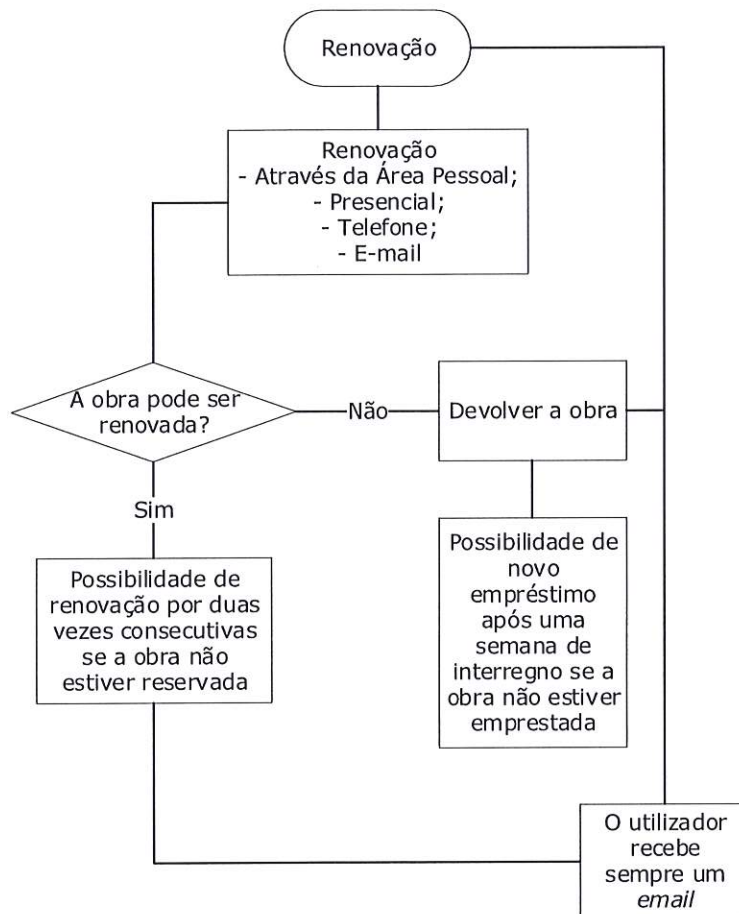 Renovação
Renovação
- Através da Área Pessoal;
- Presencial;
- Telefone;
- E-mail
A obra pode ser
renovada?
Não
Devolver a obra
Sim
Possibilidade de
renovação por duas
vezes consecutivas
se a obra não
estiver reservada
Possibilidade de
novo
empréstimo
após uma
semana de
interregno se a
obra não estiver
emprestada
O utilizador
recebe
sempre um
email